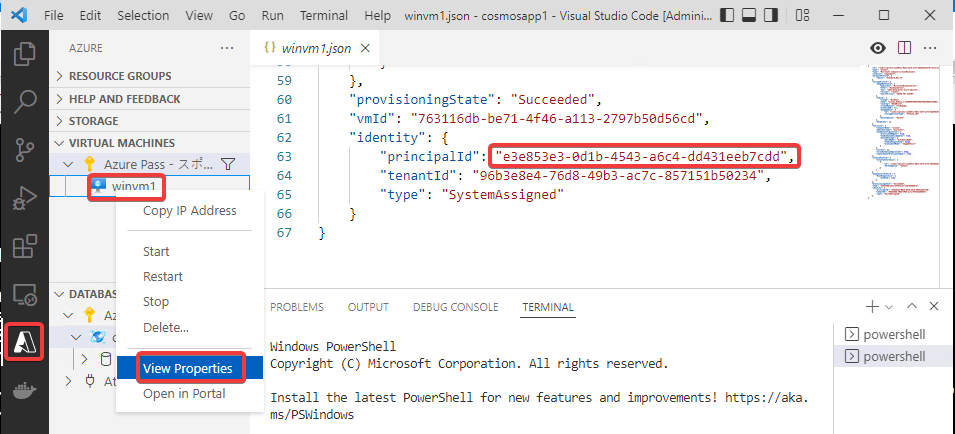 File Edit Selection View Go Run Terminal Help winvm1.json - cosmosapp1 - Visual Studio Code [Admini...
AZURE
RESOURCE GROUPS
HELP AND FEEDBACK
STORAGE
VIRTUAL MACHINES
Azure Pass - スポ...
winvm1
Copy IP Address
Start
Restart
Stop
Delete...
View Properties
Open in Portal
DATABAS
Az
At
{} winvm1.json
59 },
60 "provisioningState": "Succeeded",
61 "vmId": "763116db-be71-4f46-a113-2797b50d56cd",
62 "identity": {
63 "principalId": "e3e853e3-0d1b-4543-a6c4-dd431eeb7cdd",
64 "tenantId": "96b3e8e4-76d8-49b3-ac7c-857151b50234",
65 "type": "SystemAssigned"
66 }
67 }
PROBLEMS OUTPUT DEBUG CONSOLE TERMINAL
Windows PowerShell
Copyright (C) Microsoft Corporation. All rights reserved.
Install the latest PowerShell for new features and improvements! https://aka.
ms/PSWindows
powershell
powershell